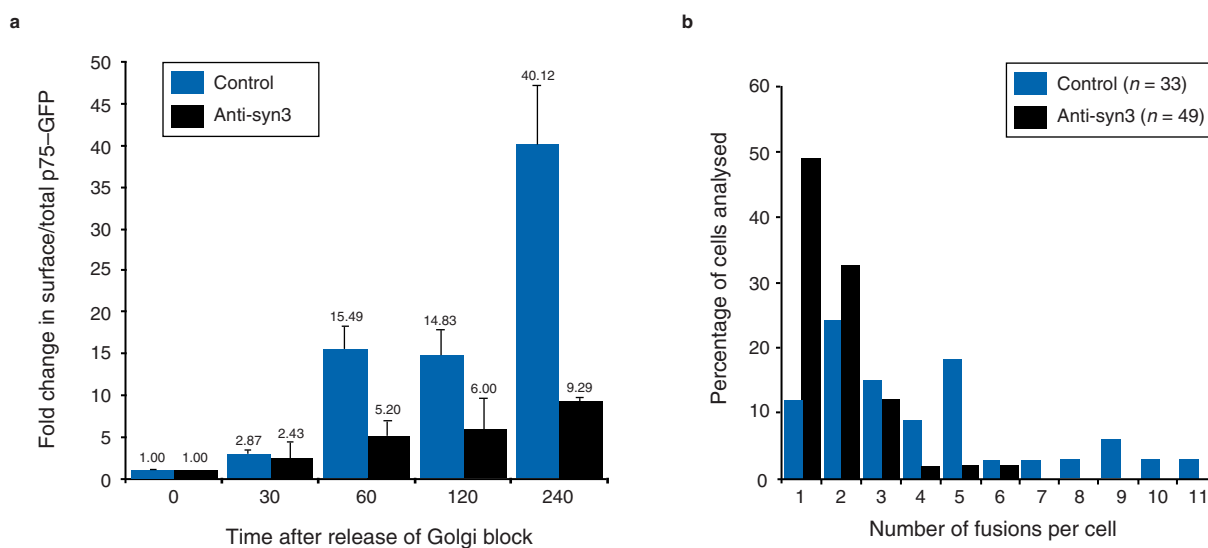 a
Fold change in surface/total p75–GFP
50
45
40
35
30
25
20
15
10
5
0
Control
Anti-syn3
1.00 1.00
2.87 2.43
15.49 5.20
14.83 6.00
40.12 9.29
0 30 60 120 240
Time after release of Golgi block
b
Percentage of cells analysed
60
50
40
30
20
10
0
Control (n = 33)
Anti-syn3 (n = 49)
1 2 3 4 5 6 7 8 9 10 11
Number of fusions per cell